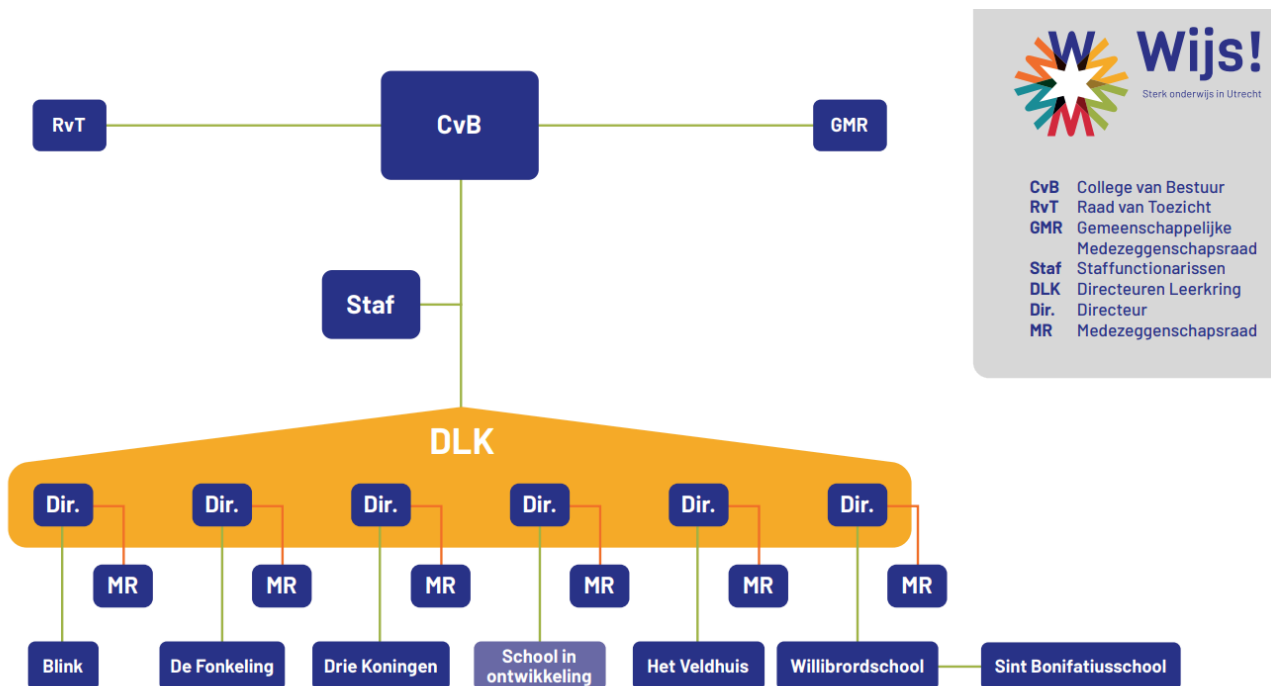 Wijs!
Sterk onderwijs in Utrecht
RvT
CvB
GMR
CvB College van Bestuur
RvT Raad van Toezicht
GMR Gemeenschappelijke
Medezeggenschapsraad
Staf Staffunctionarissen
DLK Directeuren Leerkring
Dir. Directeur
MR Medezeggenschapsraad
Staf
DLK
Dir. Dir. Dir. Dir. Dir. Dir.
MR MR MR MR MR MR
Blink
De Fonkeling
Drie Koningen
School in
ontwikkeling
Het Veldhuis
Willibrordschool
Sint Bonifatiusschool